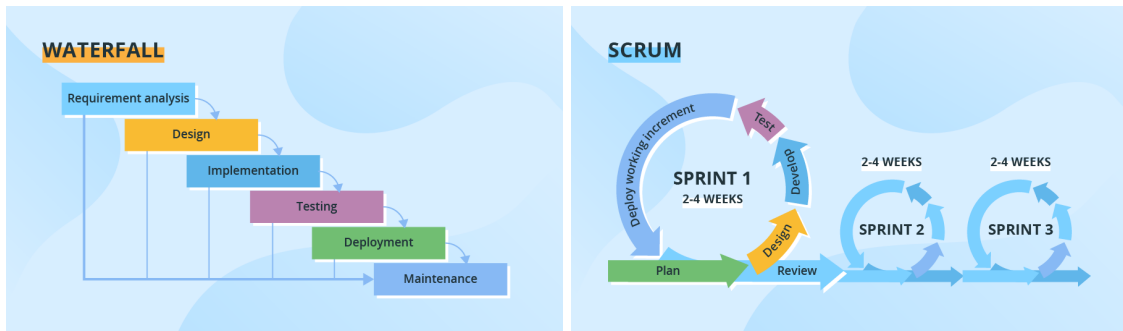 WATERFALL
Requirement analysis
Design
Implementation
Testing
Deployment
Maintenance
SCRUM
Deploy working increment
Test
Develop
Design
SPRINT 1
2-4 WEEKS
Plan
Review
2-4 WEEKS
SPRINT 2
2-4 WEEKS
SPRINT 3